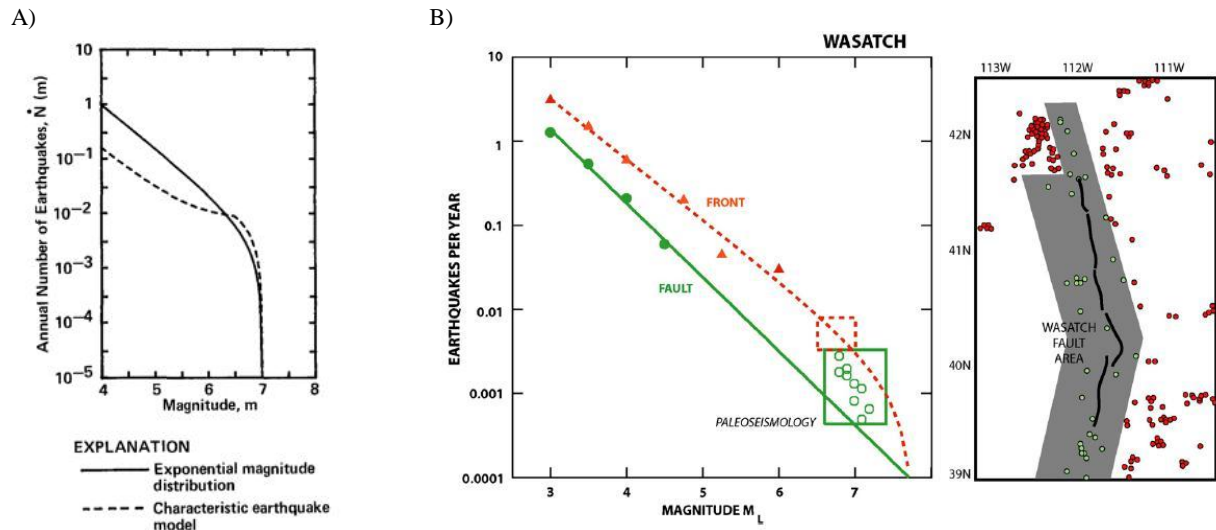 A)
10
1
10⁻¹
10⁻²
10⁻³
10⁻⁴
10⁻⁵
Annual Number of Earthquakes, Ṅ (m)
4 5 6 7 8
Magnitude, m
EXPLANATION
Exponential magnitude
distribution
Characteristic earthquake
model
B)
WASATCH
10
1
0.1
0.01
0.001
0.0001
EARTHQUAKES PER YEAR
FRONT
FAULT
PALEOSEISMOLOGY
3 4 5 6 7
MAGNITUDE M_L
113W 112W 111W
42N
41N
40N
39N
WASATCH
FAULT
AREA